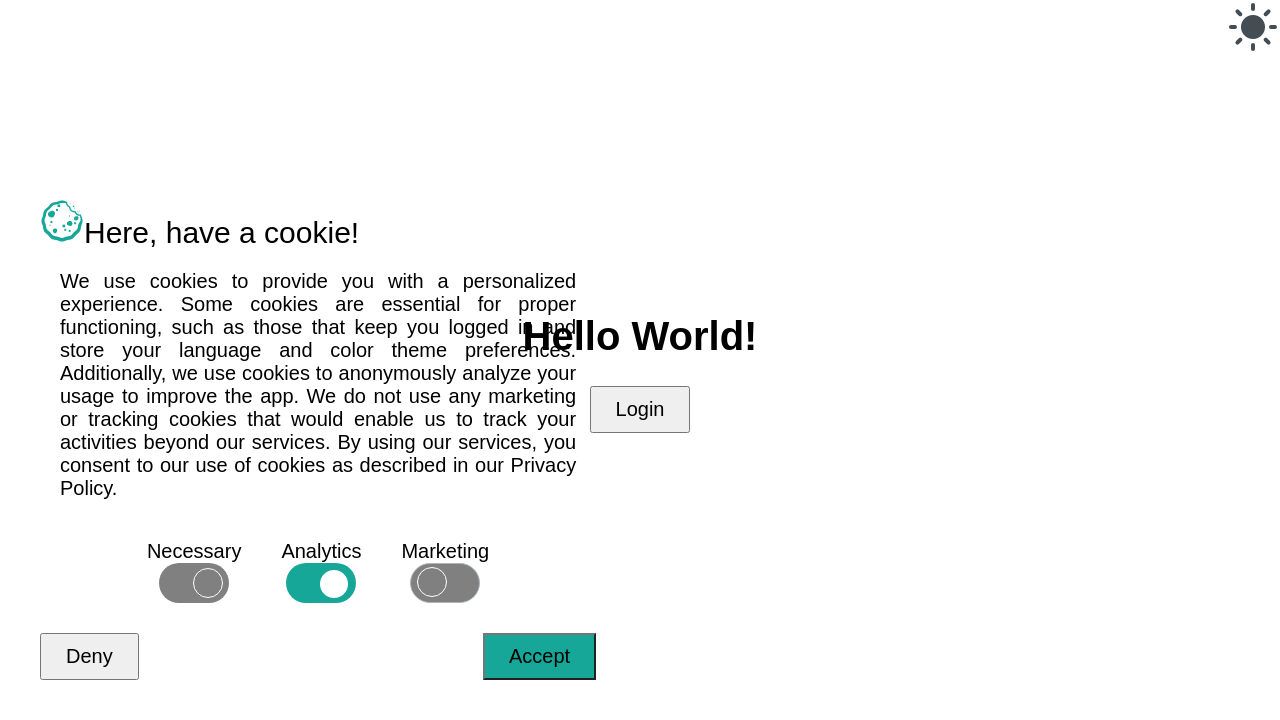 Here, have a cookie!
We use cookies to provide you with a personalized
experience. Some cookies are essential for proper
functioning, such as those that keep you logged in and
store your language and color theme preferences.
Additionally, we use cookies to anonymously analyze your
usage to improve the app. We do not use any marketing
or tracking cookies that would enable us to track your
activities beyond our services. By using our services, you
consent to our use of cookies as described in our Privacy
Policy.
Hello World!
Login
Necessary Analytics Marketing
Deny Accept